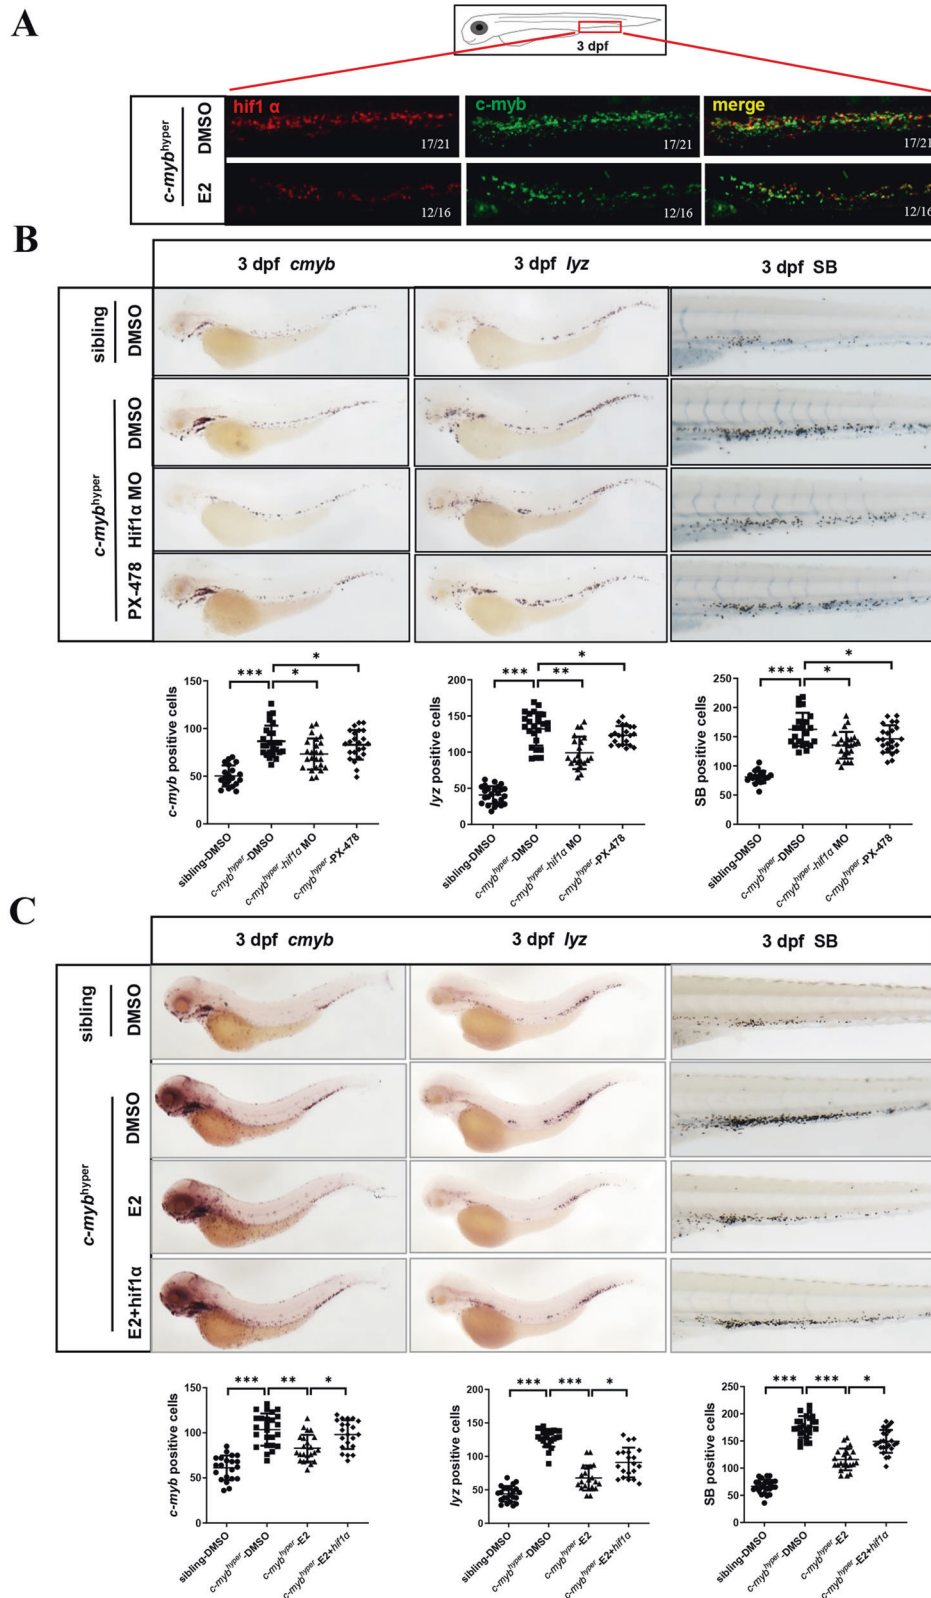 A
3 dpf
c-myb^hyper
DMSO
E2
hif1 α
c-myb
merge
17/21
17/21
17/21
12/16
12/16
12/16
B
3 dpf cmyb
3 dpf lyz
3 dpf SB
sibling
DMSO
c-myb^hyper
DMSO
Hif1α MO
PX-478
c-myb positive cells
150
100
50
0
***
*
*
sibling-DMSO
c-myb^hyper-DMSO
c-myb^hyper-hif1α MO
c-myb^hyper-PX-478
lyz positive cells
200
150
100
50
0
***
**
*
sibling-DMSO
c-myb^hyper-DMSO
c-myb^hyper-hif1α MO
c-myb^hyper-PX-478
SB positive cells
250
200
150
100
50
0
***
*
*
sibling-DMSO
c-myb^hyper-DMSO
c-myb^hyper-hif1α MO
c-myb^hyper-PX-478
C
3 dpf cmyb
3 dpf lyz
3 dpf SB
sibling
DMSO
c-myb^hyper
DMSO
E2
E2+hif1α
c-myb positive cells
150
100
50
0
***
**
*
sibling-DMSO
c-myb^hyper-DMSO
c-myb^hyper-E2
c-myb^hyper-E2+hif1α
lyz positive cells
200
150
100
50
0
***
***
*
sibling-DMSO
c-myb^hyper-DMSO
c-myb^hyper-E2
c-myb^hyper-E2+hif1α
SB positive cells
250
200
150
100
50
0
***
***
*
sibling-DMSO
c-myb^hyper-DMSO
c-myb^hyper-E2
c-myb^hyper-E2+hif1α